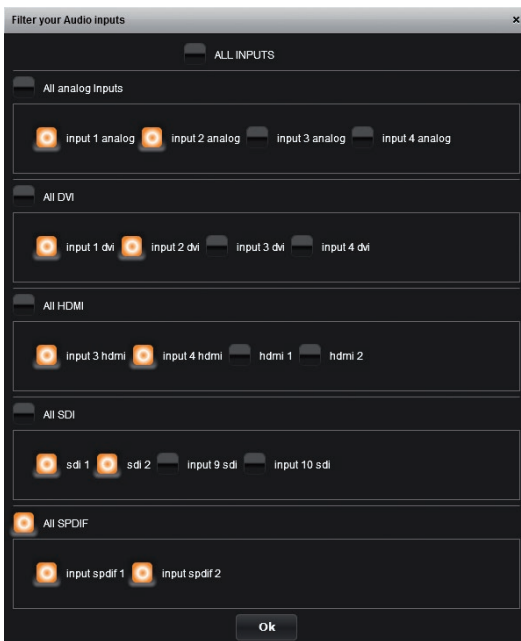 Filter your Audio inputs ×
ALL INPUTS
All analog Inputs
input 1 analog input 2 analog input 3 analog input 4 analog
All DVI
input 1 dvi input 2 dvi input 3 dvi input 4 dvi
All HDMI
input 3 hdmi input 4 hdmi hdmi 1 hdmi 2
All SDI
sdi 1 sdi 2 input 9 sdi input 10 sdi
All SPDIF
input spdif 1 input spdif 2
Ok